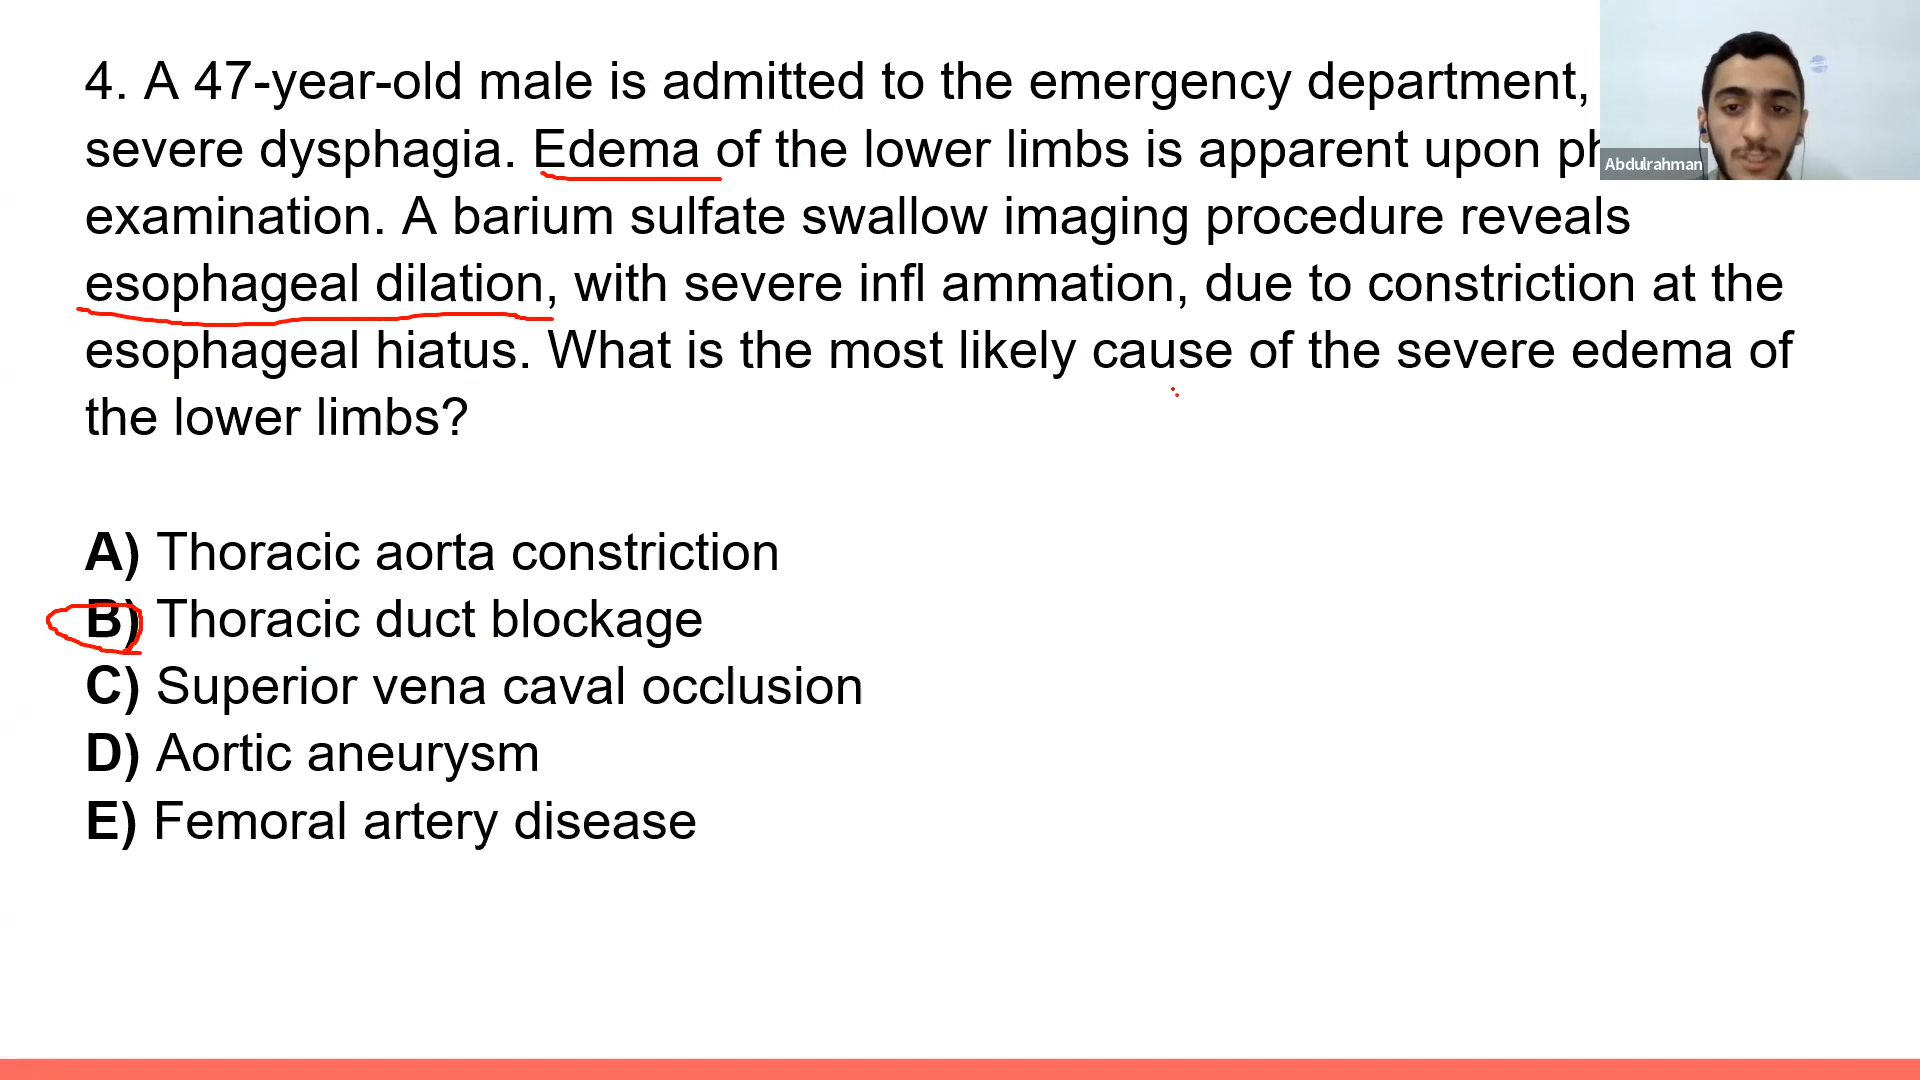 4. A 47-year-old male is admitted to the emergency department,
severe dysphagia. Edema of the lower limbs is apparent upon
examination. A barium sulfate swallow imaging procedure reveals
esophageal dilation, with severe infl ammation, due to constriction at the
esophageal hiatus. What is the most likely cause of the severe edema of
the lower limbs?
A) Thoracic aorta constriction
B) Thoracic duct blockage
C) Superior vena caval occlusion
D) Aortic aneurysm
E) Femoral artery disease
Abdulrahman